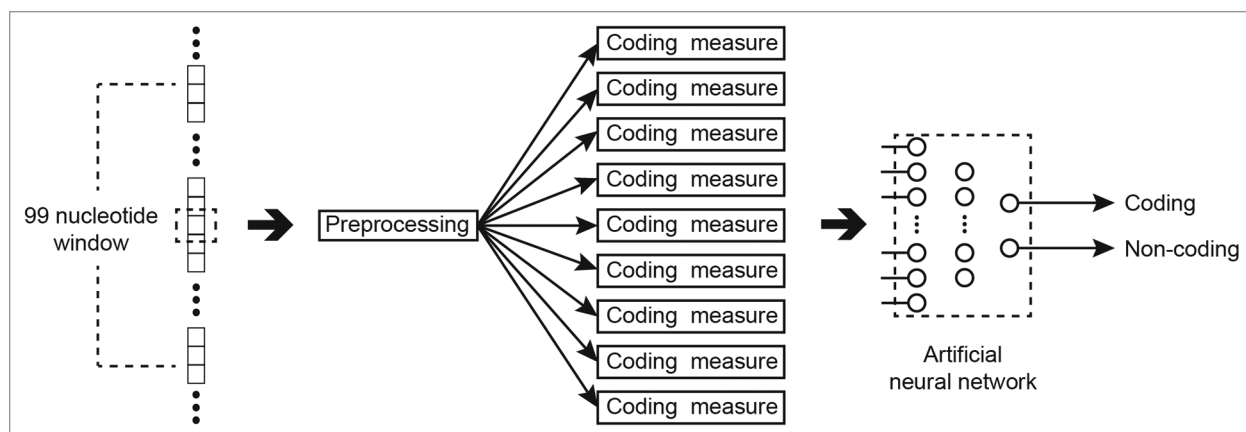 99 nucleotide
window
Preprocessing
Coding measure
Coding measure
Coding measure
Coding measure
Coding measure
Coding measure
Coding measure
Coding measure
Coding measure
Coding
Non-coding
Artificial
neural network